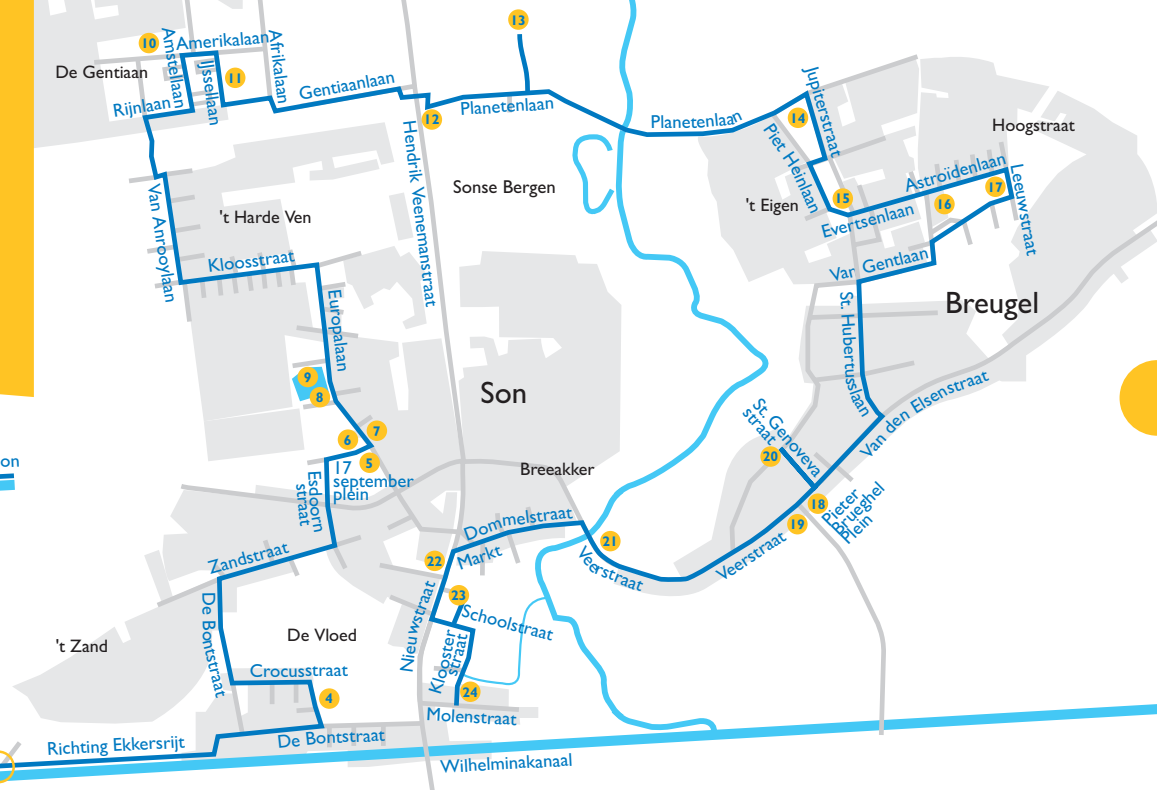 13
10
Amstellaan
Amerikalaan
Afrikalaan
De Gentiaan
IJssellaan
11
Gentiaanlaan
Rijnlaan
12
Planetenlaan
Planetenlaan
Jupiterstraat
14
Hoogstraat
Hendrik Veenemanstraat
Piet Heinlaan
Astroïdenlaan
Leeuwstraat
17
Sonse Bergen
Van Anrooylaan
't Harde Ven
't Eigen
15
16
Evertsenlaan
Kloosstraat
Van Gentlaan
Europalaan
St. Hubertusslaan
Breugel
9
8
Son
Van den Elsenstraat
St. Genoveva
straat
7
6
5
20
on
17
september
plein
Breeakker
Esdoorn
straat
18
Pieter
Brueghel
Plein
19
Dommelstraat
21
Markt
Veerstraat
Veerstraat
22
Zandstraat
23
Schoolstraat
De Bontstraat
Nieuwstraat
Klooster
straat
't Zand
De Vloed
Crocusstraat
4
24
Molenstraat
De Bontstraat
Richting Ekkersrijt
Wilhelminakanaal